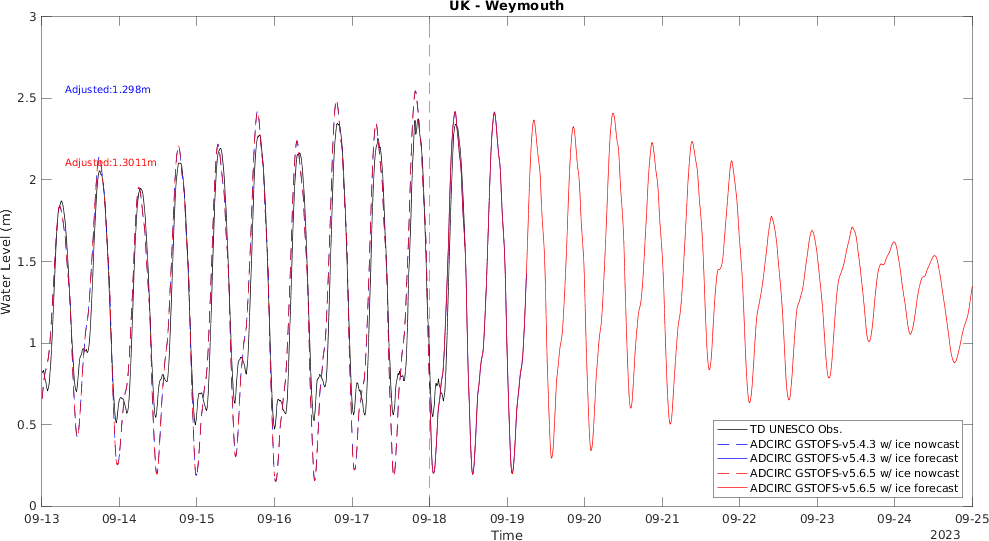 UK - Weymouth
3
2.5
2
1.5
1
0.5
0
Water Level (m)
Adjusted:1.298m
Adjusted:1.3011m
TD UNESCO Obs.
ADCIRC GSTOFS-v5.4.3 w/ ice nowcast
ADCIRC GSTOFS-v5.4.3 w/ ice forecast
ADCIRC GSTOFS-v5.6.5 w/ ice nowcast
ADCIRC GSTOFS-v5.6.5 w/ ice forecast
09-13 09-14 09-15 09-16 09-17 09-18 09-19 09-20 09-21 09-22 09-23 09-24 09-25
Time
2023